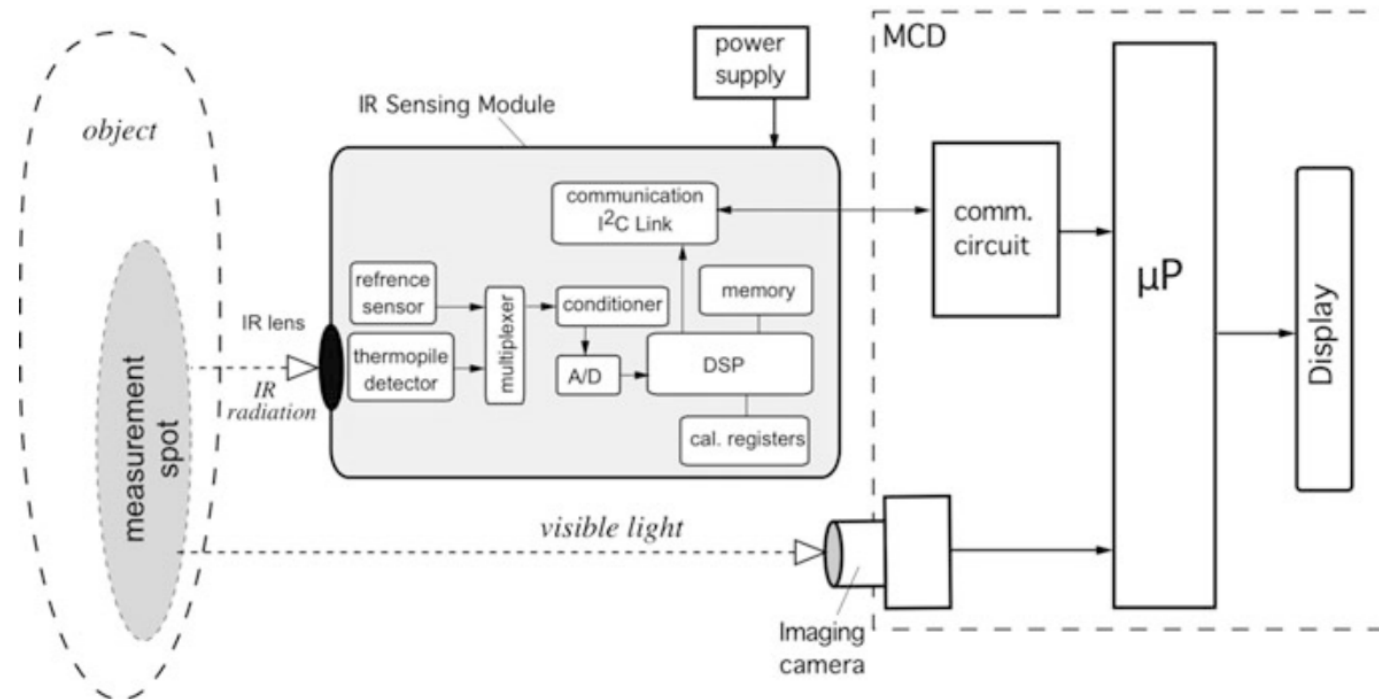 object
measurement
spot
IR Sensing Module
power
supply
MCD
communication
I²C Link
refrence
sensor
thermopile
detector
multiplexer
conditioner
A/D
memory
DSP
cal. registers
IR lens
IR
radiation
visible light
Imaging
camera
comm.
circuit
μP
Display